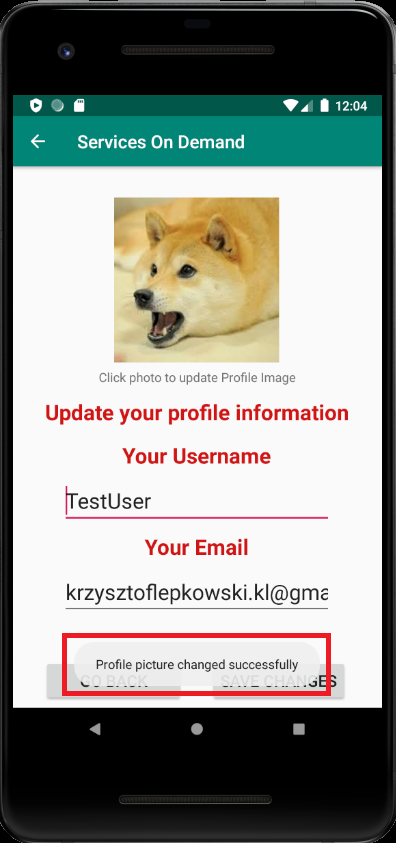 12:04
Services On Demand
Click photo to update Profile Image
Update your profile information
Your Username
TestUser
Your Email
krzysztoflepkowski.kl@gma
Profile picture changed successfully
GO BACK SAVE CHANGES